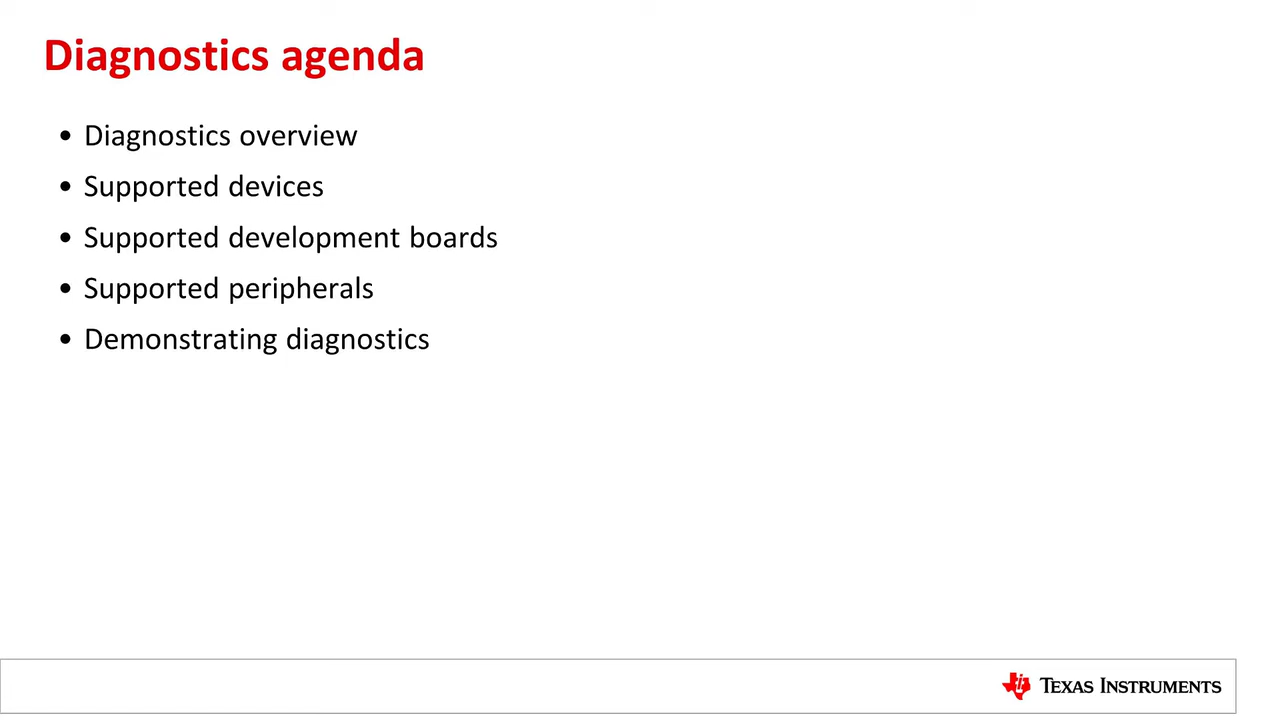 Diagnostics agenda
• Diagnostics overview
• Supported devices
• Supported development boards
• Supported peripherals
• Demonstrating diagnostics
TEXAS INSTRUMENTS